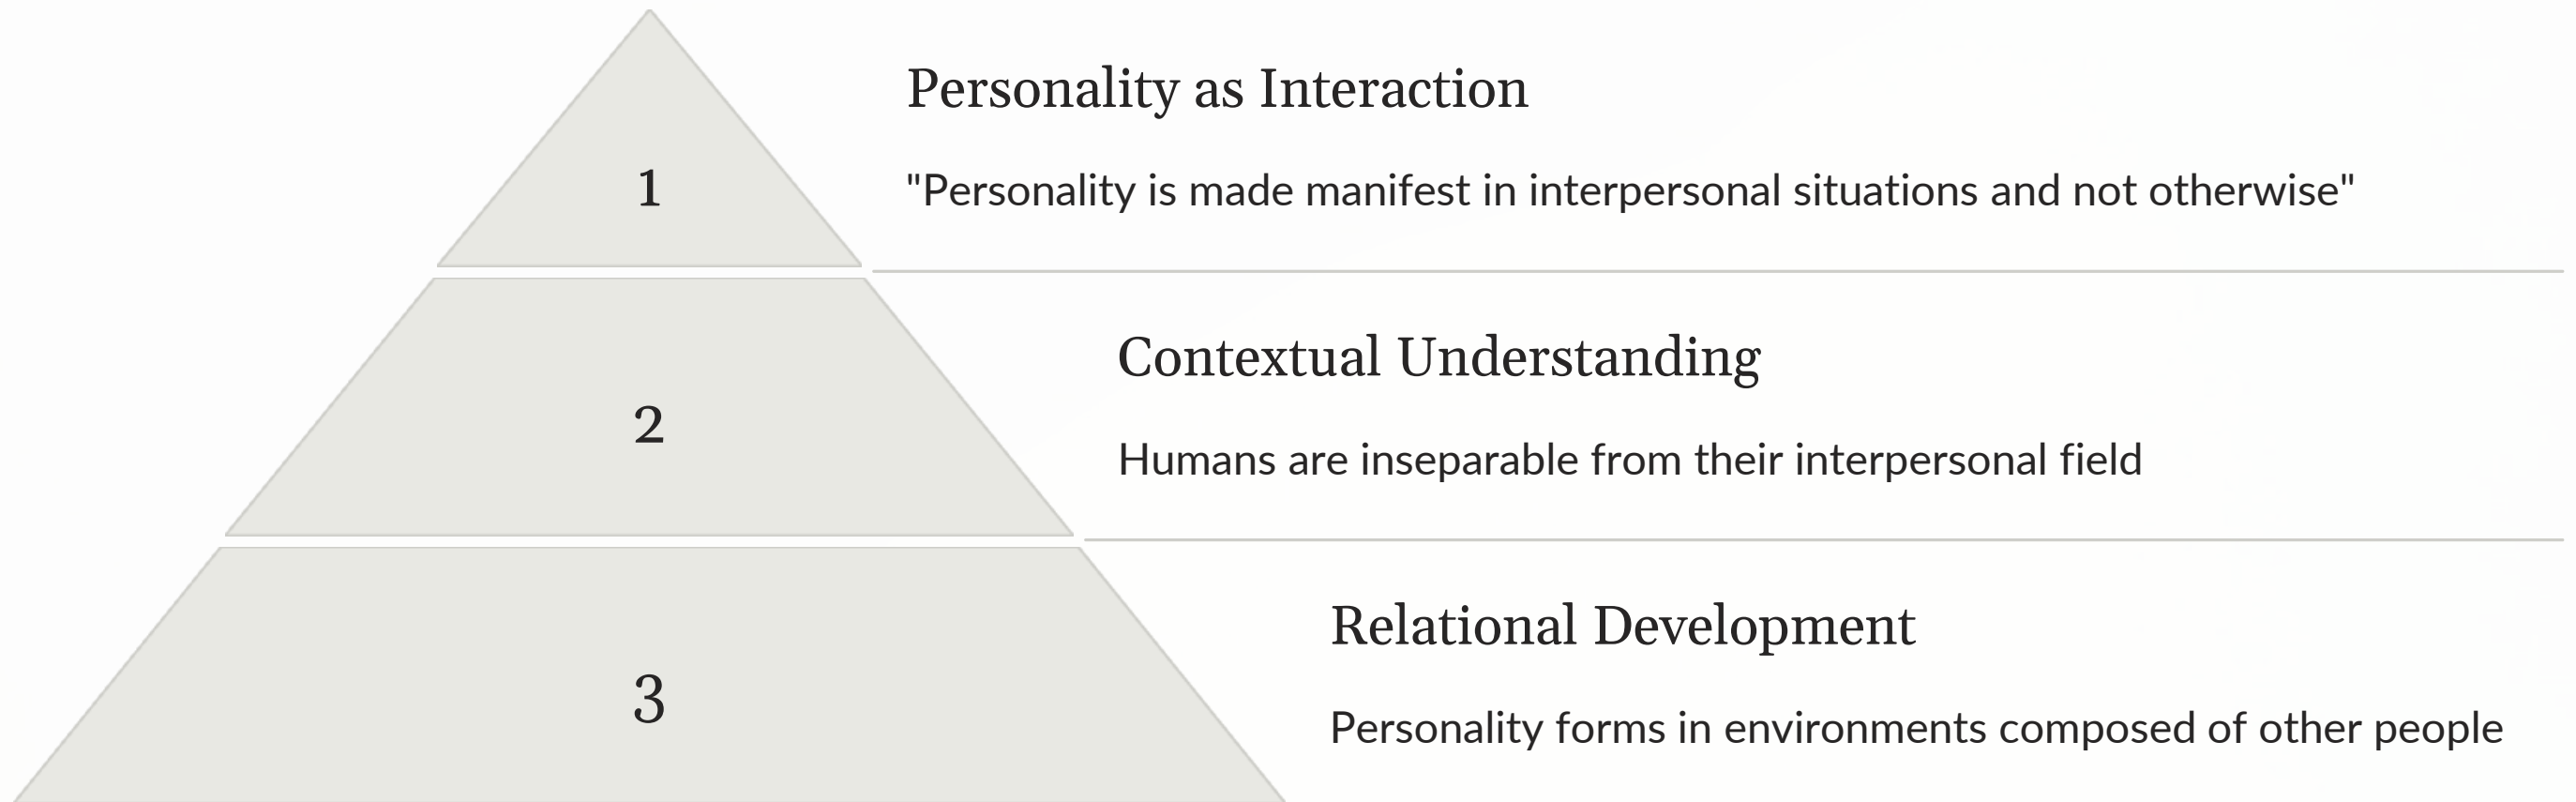 1
Personality as Interaction
"Personality is made manifest in interpersonal situations and not otherwise"
2
Contextual Understanding
Humans are inseparable from their interpersonal field
3
Relational Development
Personality forms in environments composed of other people